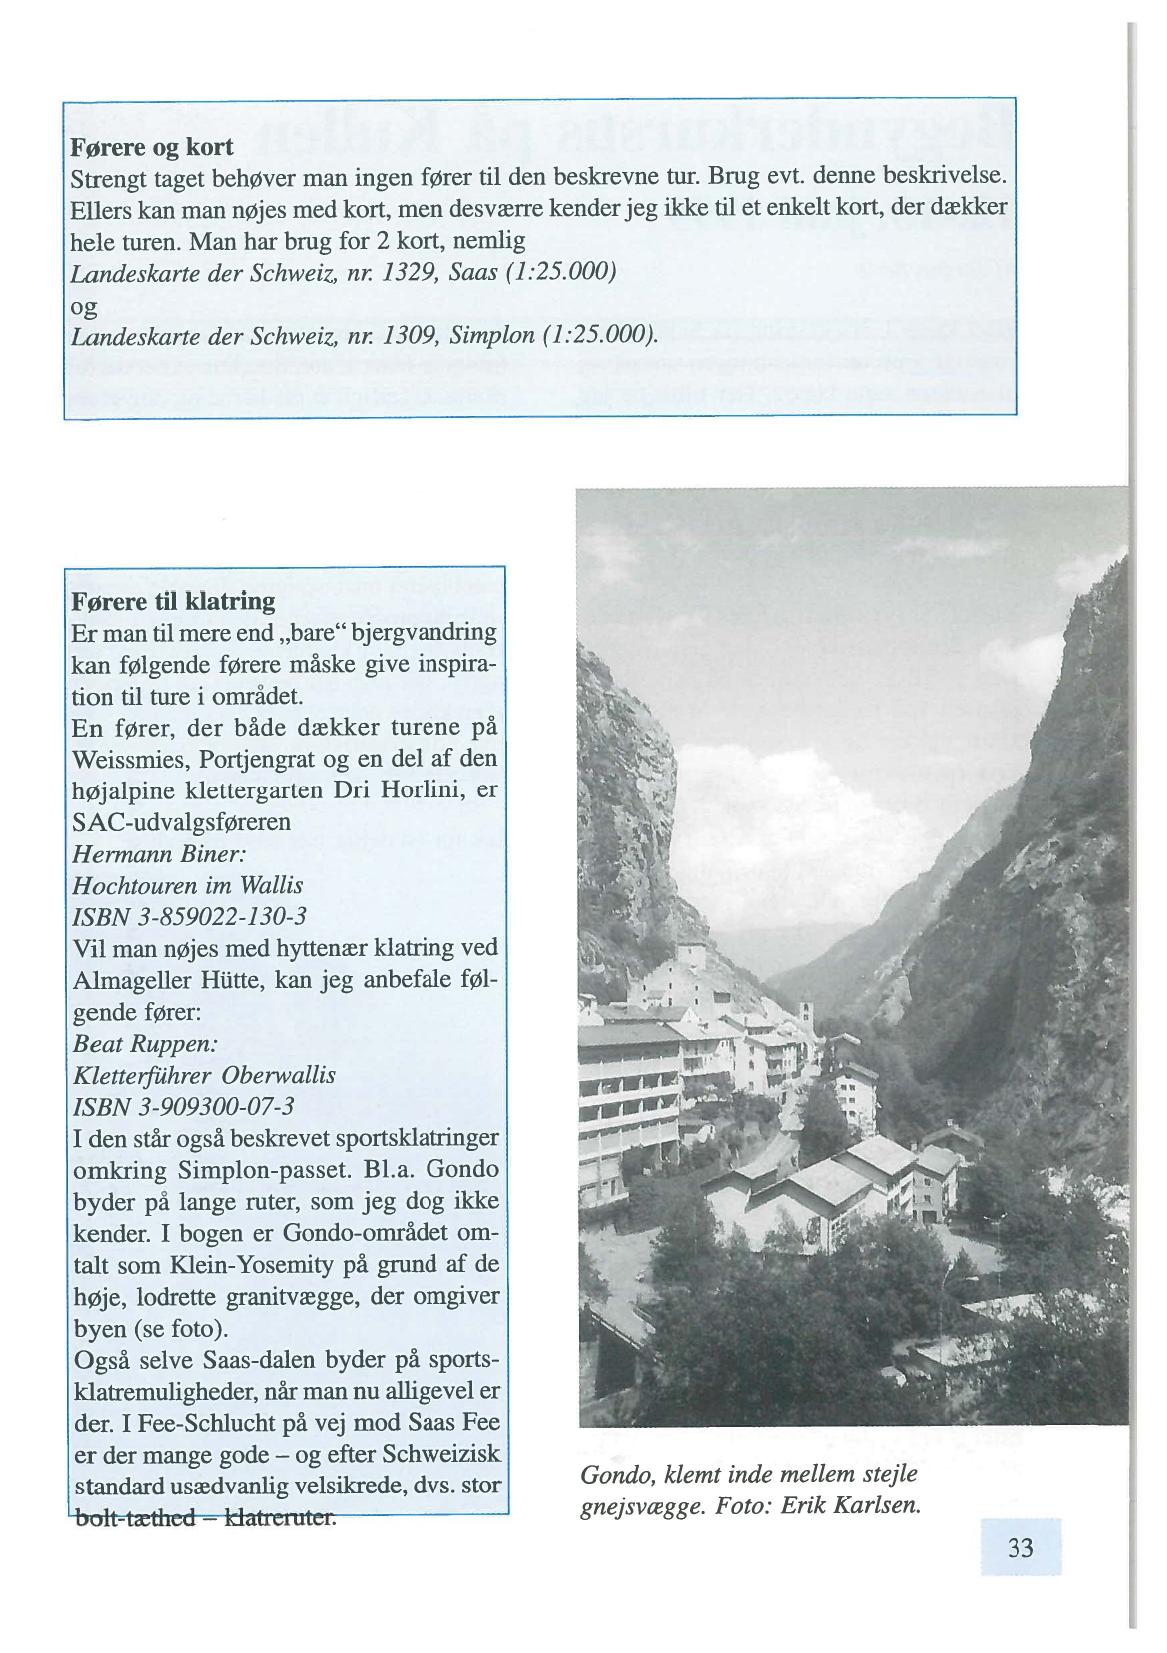 Førere og kort
Strengt taget behøver man ingen fører til den beskrevne tur. Brug evt. denne beskrivelse.
Ellers kan man nøjes med kort, men desværre kender jeg ikke til et enkelt kort, der dækker
hele turen. Man har brug for 2 kort, nemlig
Landeskarte der Schweiz, nr. 1329, Saas (1:25.000)
og
Landeskarte der Schweiz, nr. 1309, Simplon (1:25.000).
Førere til klatring
Er man til mere end „bare“ bjergvandring
kan følgende førere måske give inspira-
tion til ture i området.
En fører, der både dækker turene på
Weissmies, Portjengrat og en del af den
højalpine klettergarten Dri Horlini, er
SAC-udvalgsføreren
Hermann Biner:
Hochtouren im Wallis
ISBN 3-859022-130-3
Vil man nøjes med hyttenær klatring ved
Almageller Hütte, kan jeg anbefale føl-
gende fører:
Beat Ruppen:
Kletterführer Oberwallis
ISBN 3-909300-07-3
I den står også beskrevet sportsklatringer
omkring Simplon-passet. Bl.a. Gondo
byder på lange ruter, som jeg dog ikke
kender. I bogen er Gondo-området om-
talt som Klein-Yosemity på grund af de
høje, lodrette granitvægge, der omgiver
byen (se foto).
Også selve Saas-dalen byder på sports-
klatremuligheder, når man nu alligevel er
der. I Fee-Schlucht på vej mod Saas Fee
er der mange gode – og efter Schweizisk
standard usædvanlig velsikrede, dvs. stor
bolt-tæthed – klatreruter.
Gondo, klemt inde mellem stejle
gnejsvægge. Foto: Erik Karlsen.
33